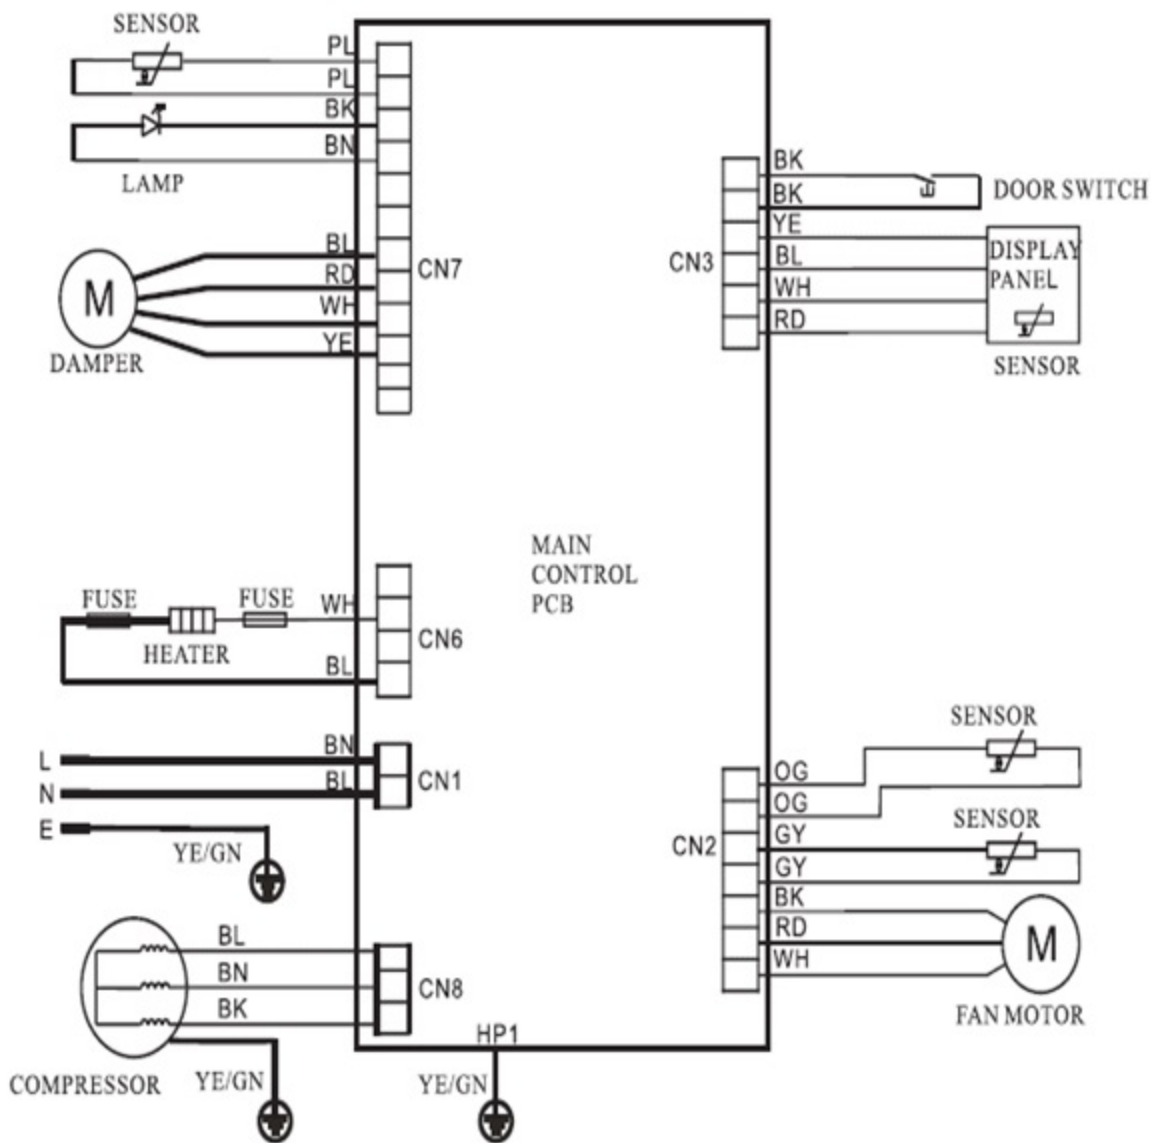 SENSOR
PL
PL
BK
BN
LAMP
BL
RD
WH
YE
M
DAMPER
CN7
BK
BK
YE
BL
WH
RD
CN3
DOOR SWITCH
DISPLAY
PANEL
SENSOR
MAIN
CONTROL
PCB
FUSE
FUSE
WH
HEATER
BL
CN6
L
BN
N
BL
CN1
E
YE/GN
BL
BN
BK
CN8
COMPRESSOR
YE/GN
HP1
YE/GN
SENSOR
OG
OG
SENSOR
GY
GY
CN2
BK
RD
WH
M
FAN MOTOR